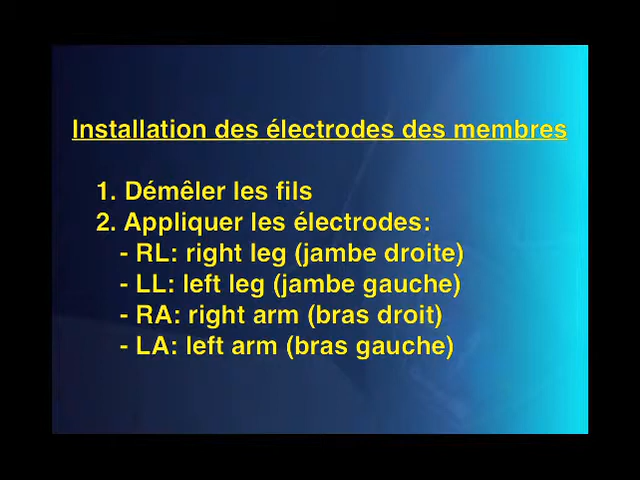 Installation des électrodes des membres
1. Démêler les fils
2. Appliquer les électrodes:
- RL: right leg (jambe droite)
- LL: left leg (jambe gauche)
- RA: right arm (bras droit)
- LA: left arm (bras gauche)